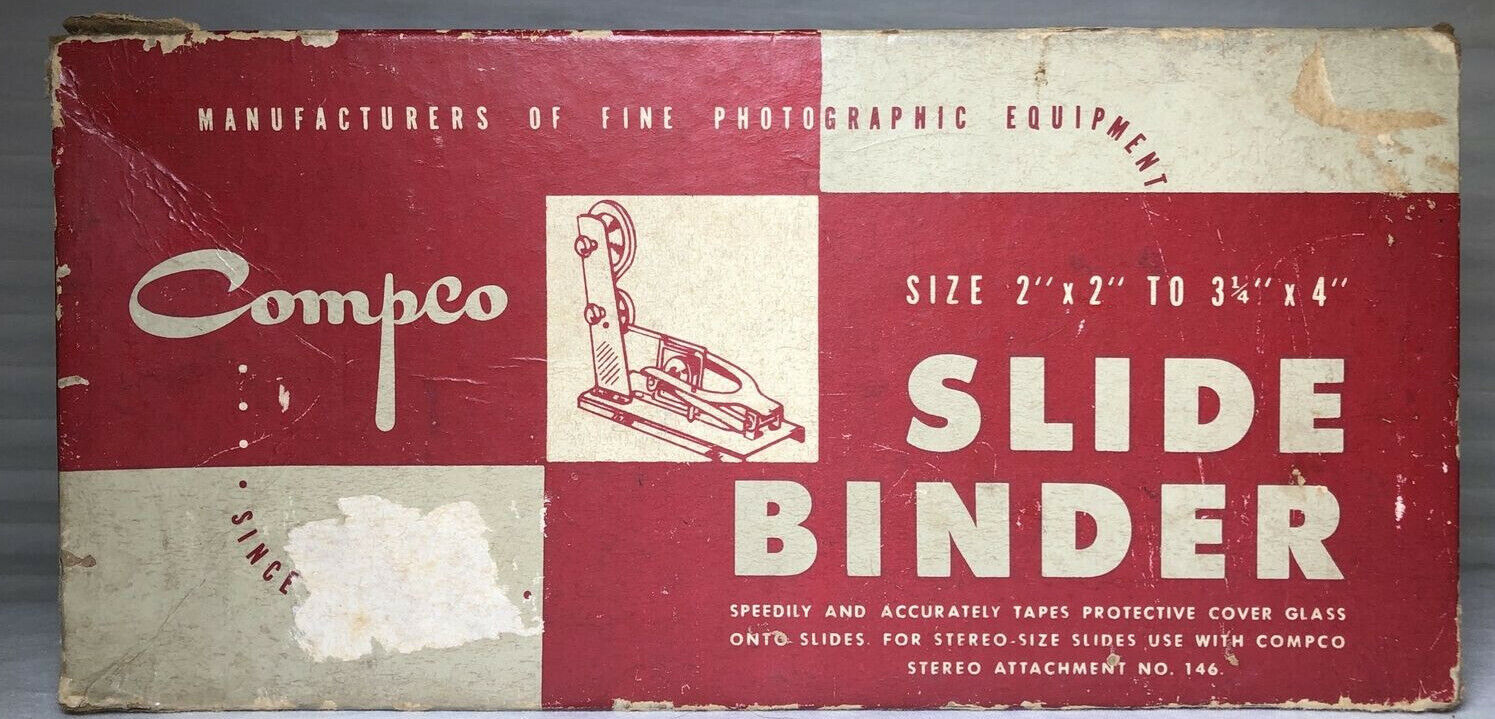 MANUFACTURERS OF FINE PHOTOGRAPHIC EQUIPMENT
Compco
SINCE
SIZE 2" x 2" TO 3¼" x 4"
SLIDE
BINDER
SPEEDILY AND ACCURATELY TAPES PROTECTIVE COVER GLASS
ONTO SLIDES. FOR STEREO-SIZE SLIDES USE WITH COMPCO
STEREO ATTACHMENT NO. 146.